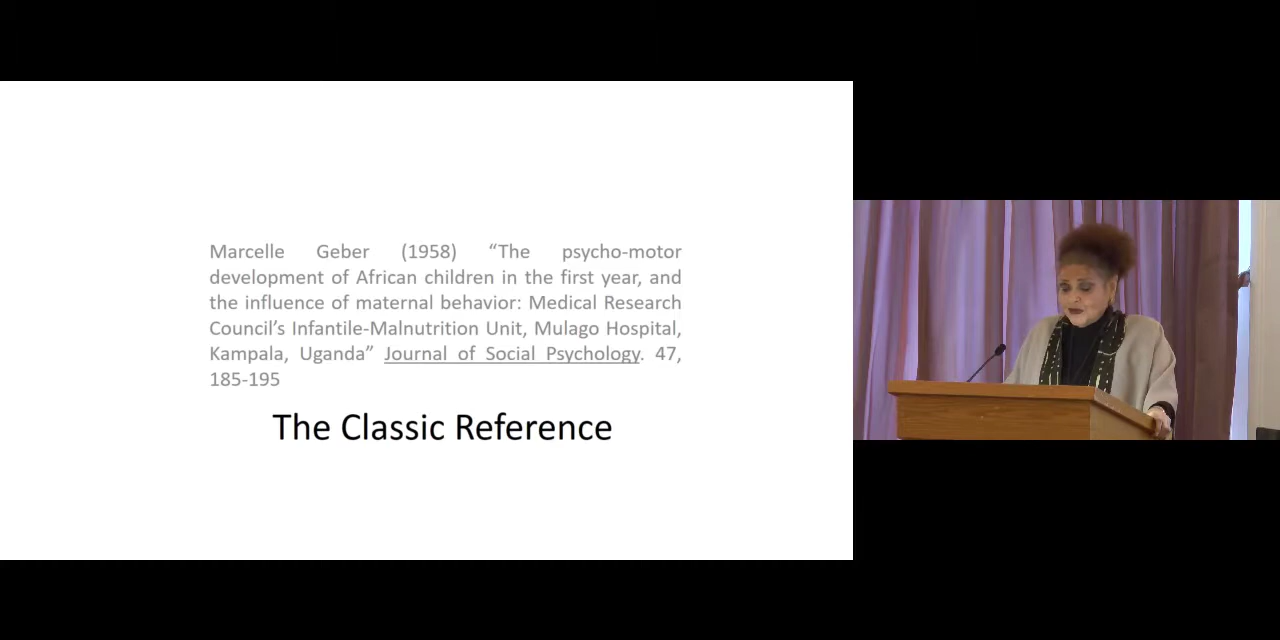 Marcelle Geber (1958) “The psycho-motor
development of African children in the first year, and
the influence of maternal behavior: Medical Research
Council’s Infantile-Malnutrition Unit, Mulago Hospital,
Kampala, Uganda” Journal of Social Psychology. 47,
185-195
The Classic Reference